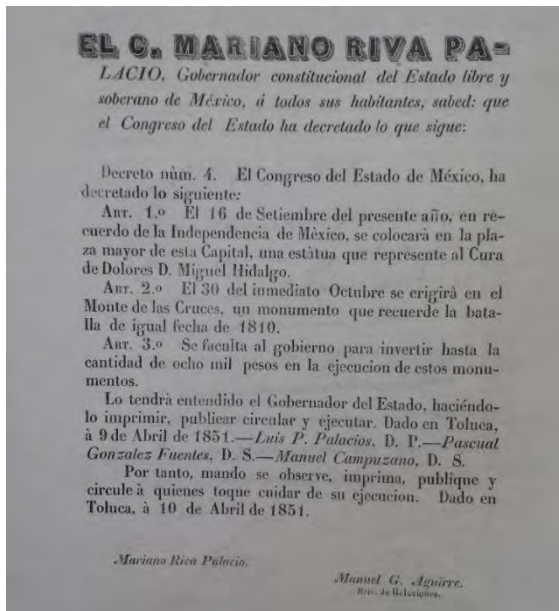 EL C. MARIANO RIVA PA-
LACIO, Gobernador constitucional del Estado libre y
soberano de México, á todos sus habitantes, sabed: que
el Congreso del Estado ha decretado lo que sigue:
Decreto nùm. 4. El Congreso del Estado de Mèxico, ha
decretado lo siguiente:
ART. 1.º El 16 de Setiembre del presente año, en re-
cuerdo de la Independencia de Mèxico, se colocarà en la pla-
za mayor de esta Capital, una estàtua que represente al Cura
de Dolores D. Miguel Hidalgo.
ART. 2.º El 30 del inmediato Octubre se erigirà en el
Monte de las Cruces, un monumento que recuerde la bata-
lla de igual fecha de 1810.
ART. 3.º Se faculta al gobierno para invertir hasta la
cantidad de ocho mil pesos en la ejecucion de estos monu-
mentos.
Lo tendrà entendido el Gobernador del Estado, haciéndo-
lo imprimir, publicar circular y ejecutar. Dado en Toluca,
à 9 de Abril de 1851.—Luis P. Palacios, D. P.—Pascual
Gonzalez Fuentes, D. S.—Manuel Campuzano, D. S.
Por tanto, mando se observe, imprima, publique y
circule à quienes toque cuidar de su ejecucion. Dado en
Toluca, à 10 de Abril de 1851.
Mariano Riva Palacio.
Manuel G. Aguirre.
Srio. de Relaciones.